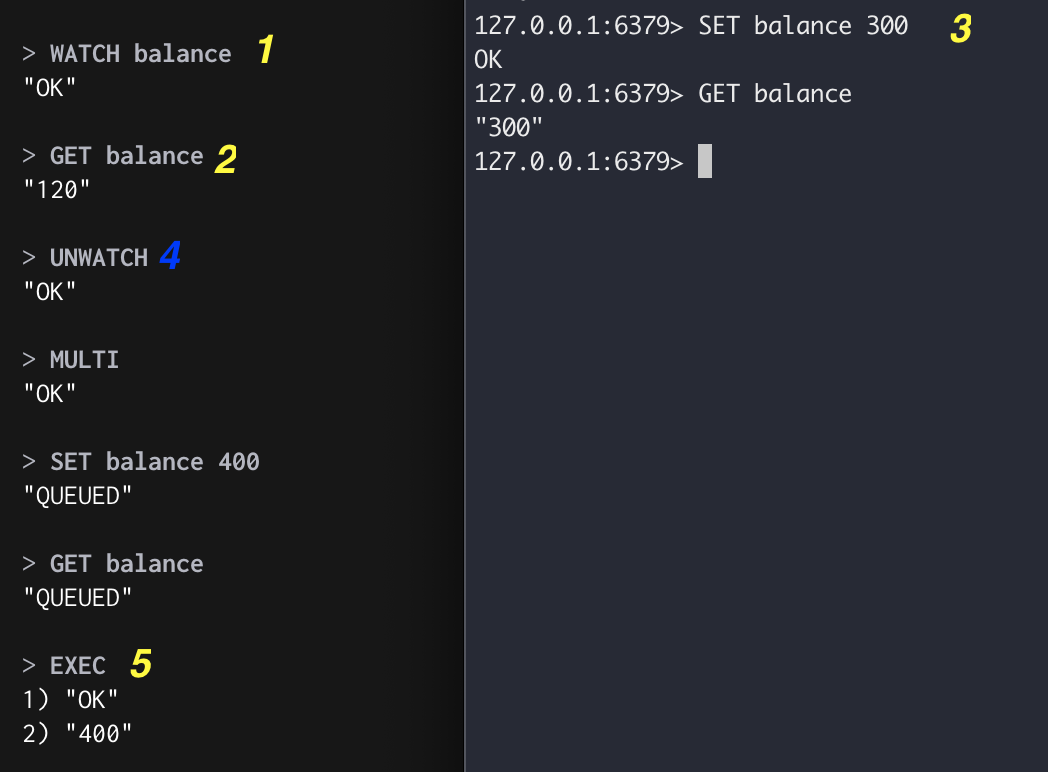 > WATCH balance 1
"OK"
> GET balance 2
"120"
> UNWATCH 4
"OK"
> MULTI
"OK"
> SET balance 400
"QUEUED"
> GET balance
"QUEUED"
> EXEC 5
1) "OK"
2) "400"
127.0.0.1:6379> SET balance 300 3
OK
127.0.0.1:6379> GET balance
"300"
127.0.0.1:6379>